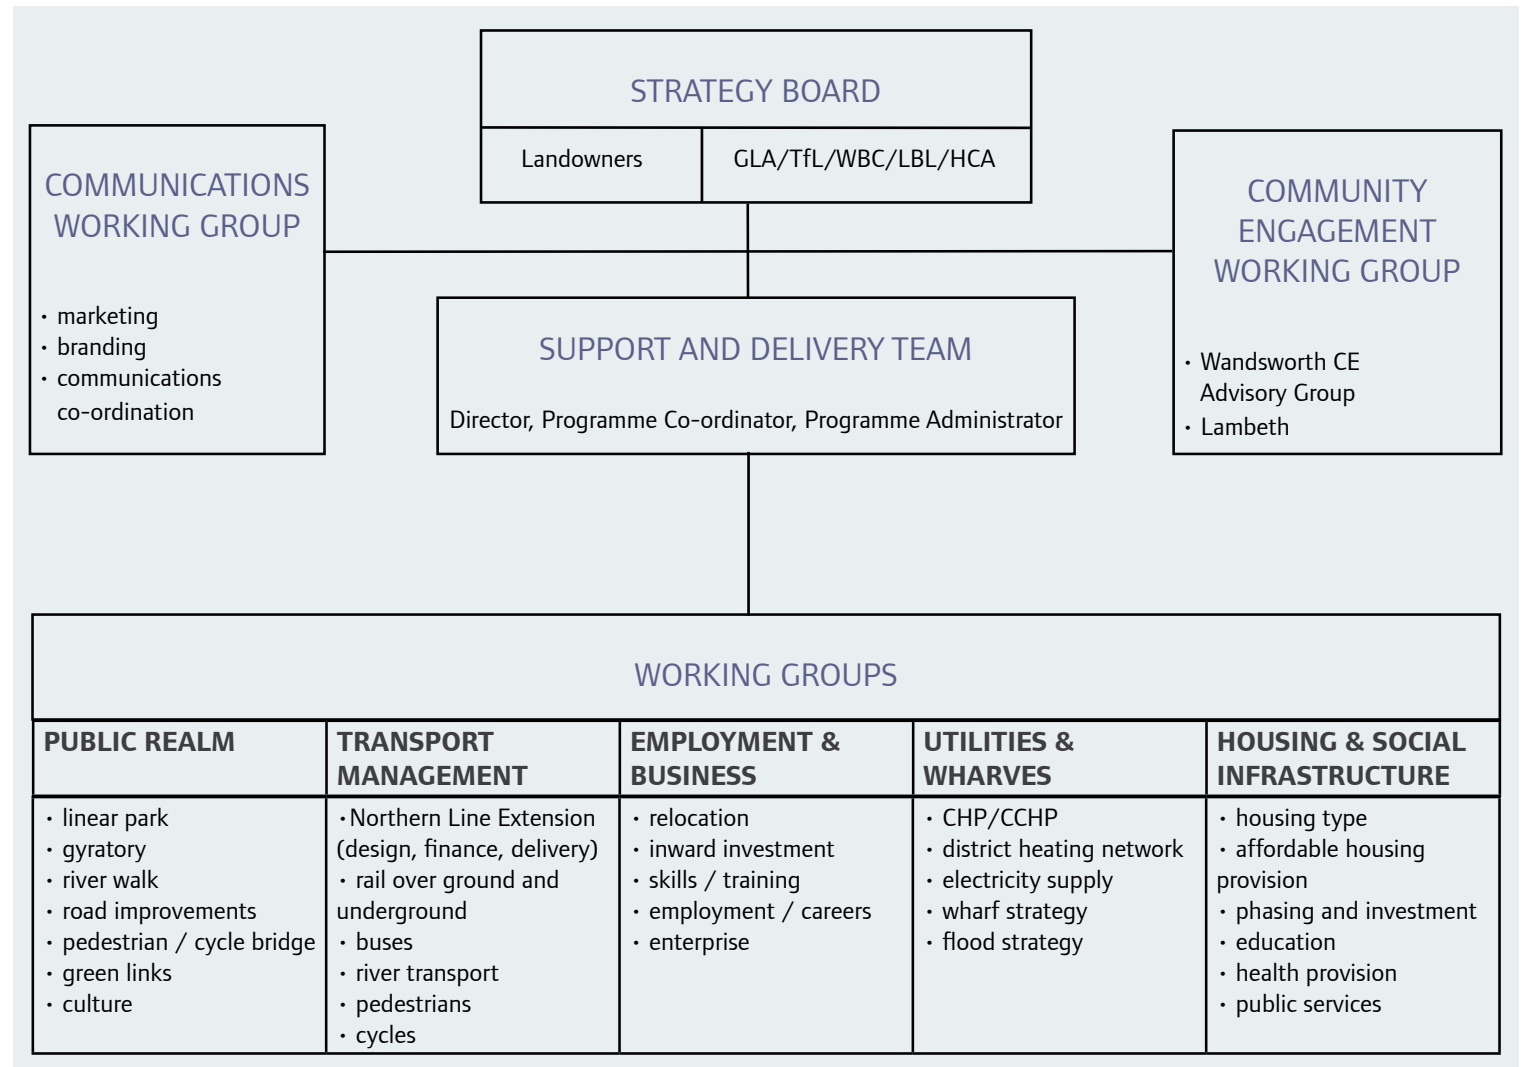 STRATEGY BOARD
Landowners
GLA/TfL/WBC/LBL/HCA
COMMUNICATIONS
WORKING GROUP
· marketing
· branding
· communications
co-ordination
COMMUNITY
ENGAGEMENT
WORKING GROUP
· Wandsworth CE
Advisory Group
· Lambeth
SUPPORT AND DELIVERY TEAM
Director, Programme Co-ordinator, Programme Administrator
WORKING GROUPS
PUBLIC REALM
· linear park
· gyratory
· river walk
· road improvements
· pedestrian / cycle bridge
· green links
· culture
TRANSPORT
MANAGEMENT
· Northern Line Extension
(design, finance, delivery)
· rail over ground and
underground
· buses
· river transport
· pedestrians
· cycles
EMPLOYMENT &
BUSINESS
· relocation
· inward investment
· skills / training
· employment / careers
· enterprise
UTILITIES &
WHARVES
· CHP/CCHP
· district heating network
· electricity supply
· wharf strategy
· flood strategy
HOUSING & SOCIAL
INFRASTRUCTURE
· housing type
· affordable housing
provision
· phasing and investment
· education
· health provision
· public services